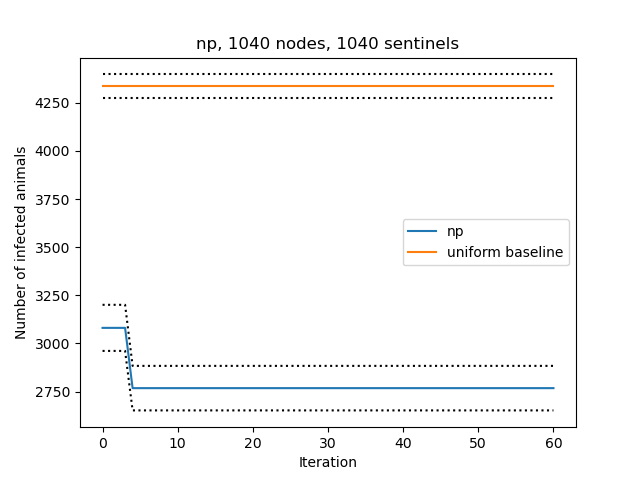 np, 1040 nodes, 1040 sentinels
Number of infected animals
4250
4000
3750
3500
3250
3000
2750
np
uniform baseline
0 10 20 30 40 50 60
Iteration